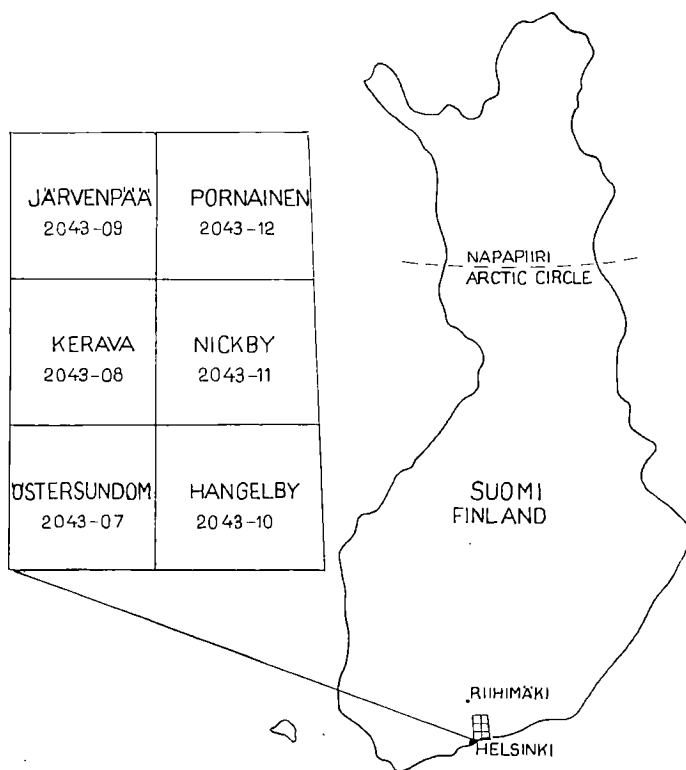 JÄRVENPÄÄ
2043-09
PORNAINEN
2043-12
KERAVA
2043-08
NICKBY
2043-11
ÖSTERSUNDOM
2043-07
HANGELBY
2043-10
NAPAPIIRI
ARCTIC CIRCLE
SUOMI
FINLAND
RIIHIMÄKI
HELSINKI